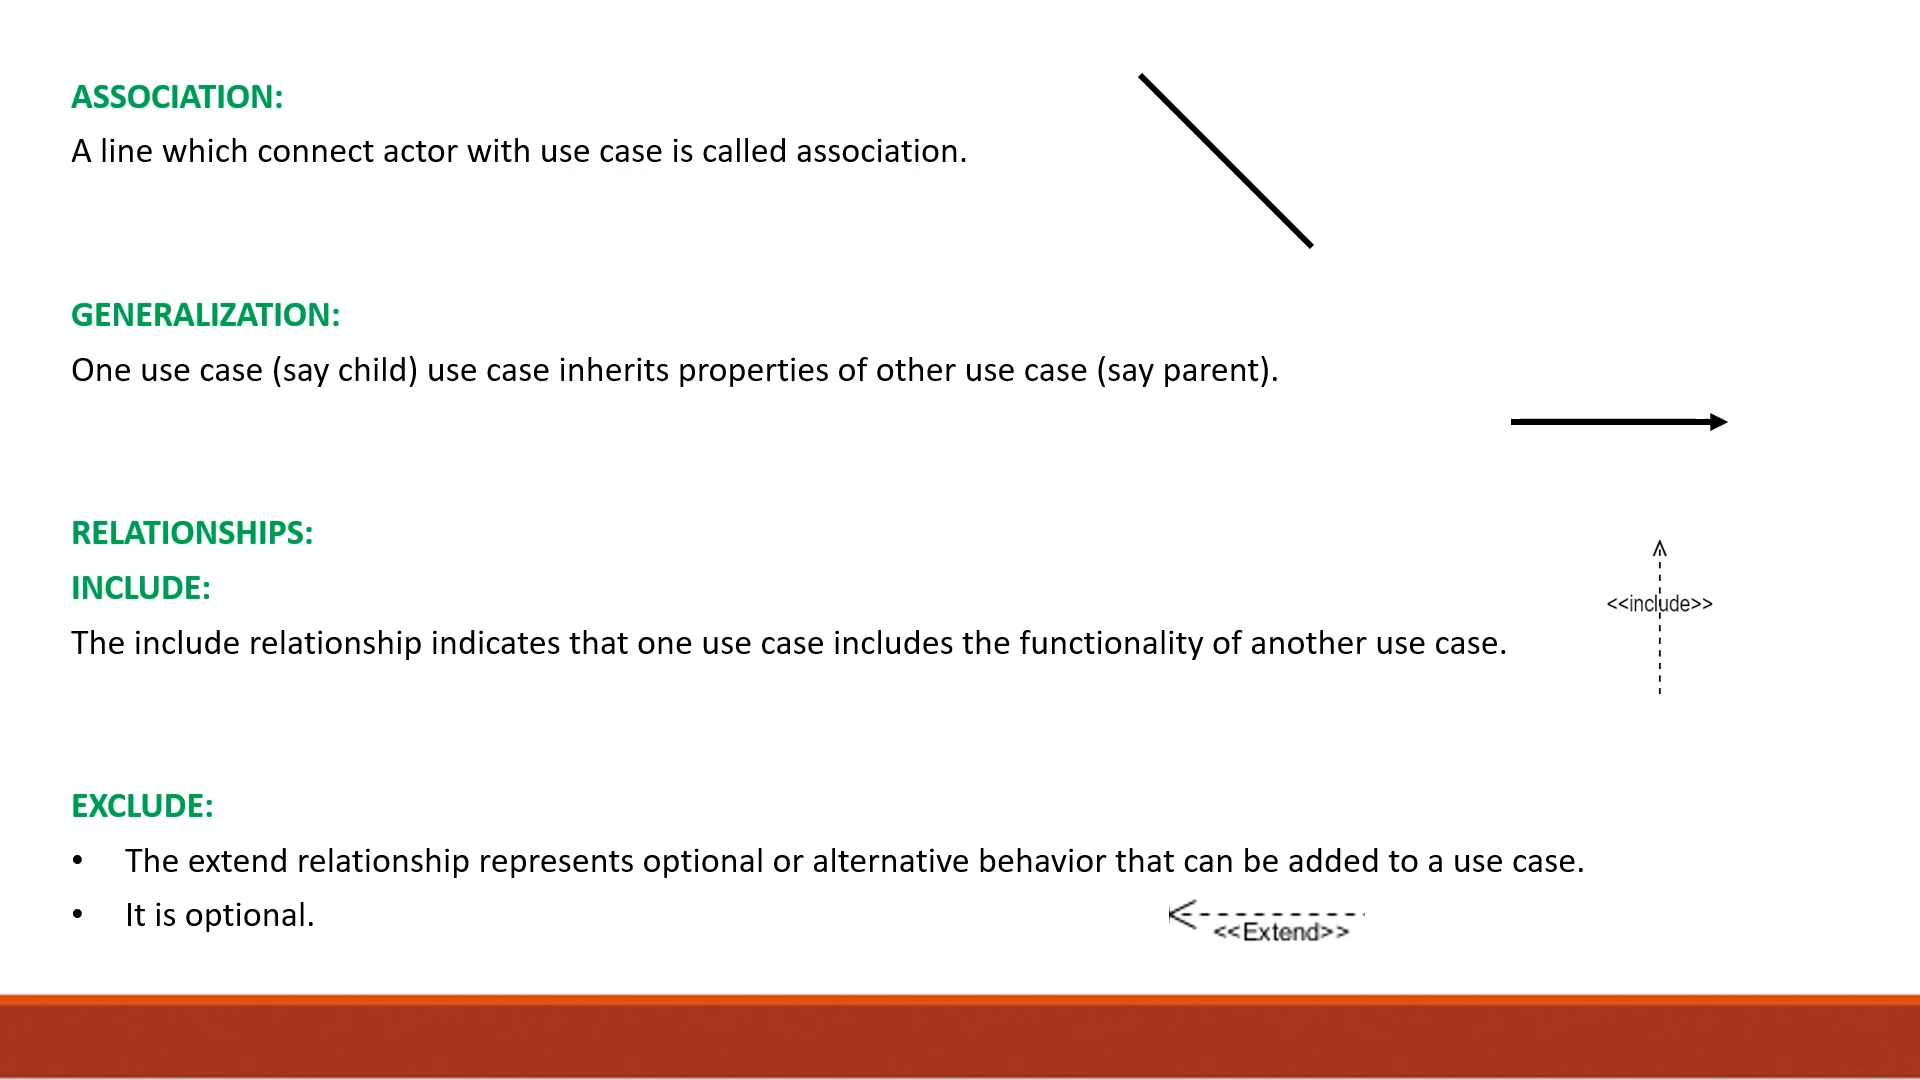 ASSOCIATION:
A line which connect actor with use case is called association.
GENERALIZATION:
One use case (say child) use case inherits properties of other use case (say parent).
RELATIONSHIPS:
INCLUDE:
<<include>>
The include relationship indicates that one use case includes the functionality of another use case.
EXCLUDE:
• The extend relationship represents optional or alternative behavior that can be added to a use case.
• It is optional.
<<Extend>>